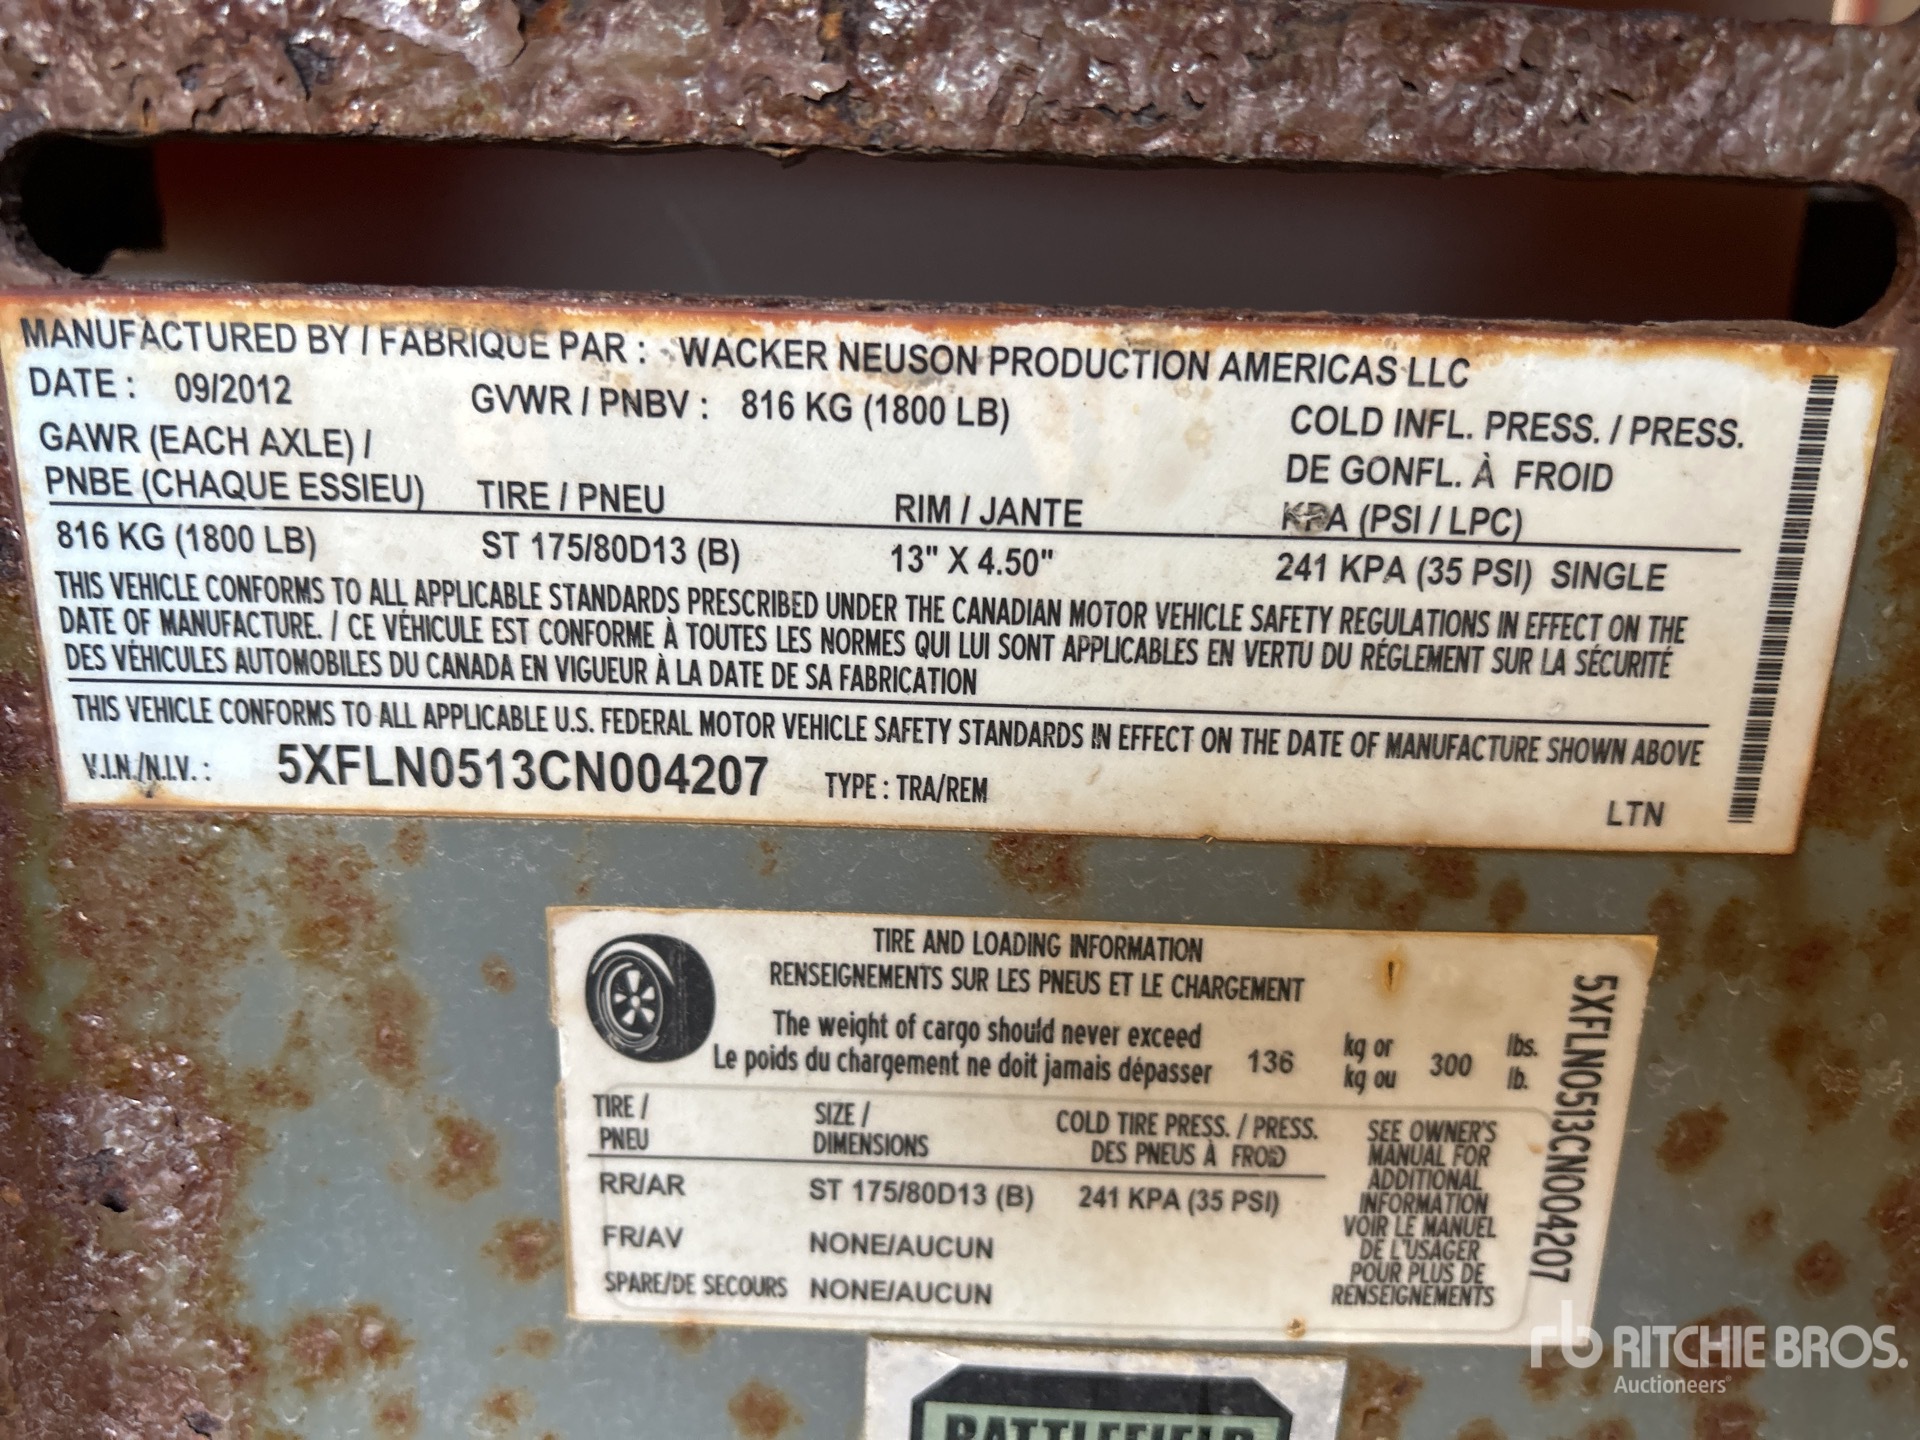 MANUFACTURED BY / FABRIQUE PAR : WACKER NEUSON PRODUCTION AMERICAS LLC
DATE : 09/2012 GVWR / PNBV : 816 KG (1800 LB)
COLD INFL. PRESS. / PRESS.
DE GONFL. À FROID
KPA (PSI / LPC)
GAWR (EACH AXLE) /
PNBE (CHAQUE ESSIEU) TIRE / PNEU RIM / JANTE
816 KG (1800 LB) ST 175/80D13 (B) 13" X 4.50" 241 KPA (35 PSI) SINGLE
THIS VEHICLE CONFORMS TO ALL APPLICABLE STANDARDS PRESCRIBED UNDER THE CANADIAN MOTOR VEHICLE SAFETY REGULATIONS IN EFFECT ON THE
DATE OF MANUFACTURE. / CE VÉHICULE EST CONFORME À TOUTES LES NORMES QUI LUI SONT APPLICABLES EN VERTU DU RÉGLEMENT SUR LA SÉCURITÉ
DES VÉHICULES AUTOMOBILES DU CANADA EN VIGUEUR À LA DATE DE SA FABRICATION
THIS VEHICLE CONFORMS TO ALL APPLICABLE U.S. FEDERAL MOTOR VEHICLE SAFETY STANDARDS IN EFFECT ON THE DATE OF MANUFACTURE SHOWN ABOVE
V.I.N./N.I.V. : 5XFLN0513CN004207 TYPE : TRA/REM
LTN
TIRE AND LOADING INFORMATION
RENSEIGNEMENTS SUR LES PNEUS ET LE CHARGEMENT
The weight of cargo should never exceed kg or lbs.
Le poids du chargement ne doit jamais dépasser 136 kg ou 300 lb.
TIRE / SIZE / COLD TIRE PRESS. / PRESS.
PNEU DIMENSIONS DES PNEUS À FROID
RR/AR ST 175/80D13 (B) 241 KPA (35 PSI)
FR/AV NONE/AUCUN
SPARE/DE SECOURS NONE/AUCUN
SEE OWNER'S
MANUAL FOR
ADDITIONAL
INFORMATION
VOIR LE MANUEL
DE L'USAGER
POUR PLUS DE
RENSEIGNEMENTS
5XFLN0513CN004207
BATTLEFIELD
rb RITCHIE BROS.
Auctioneers